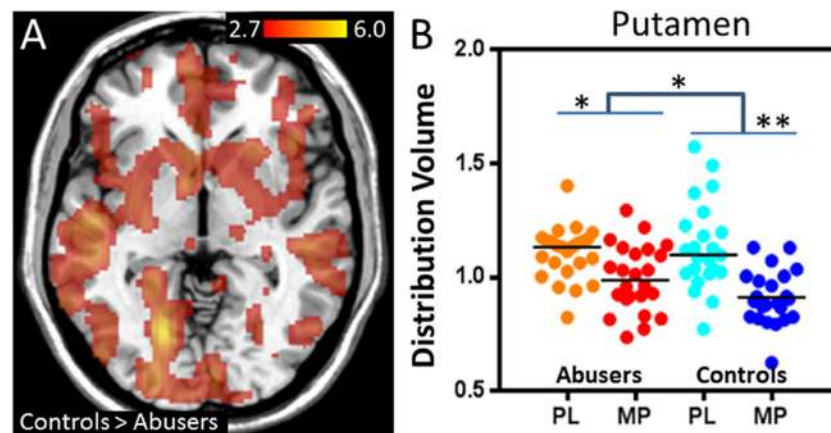 A
2.7 6.0
Controls > Abusers
B
Putamen
Distribution Volume
2.0
1.5
1.0
0.5
*
*
**
Abusers Controls
PL MP PL MP